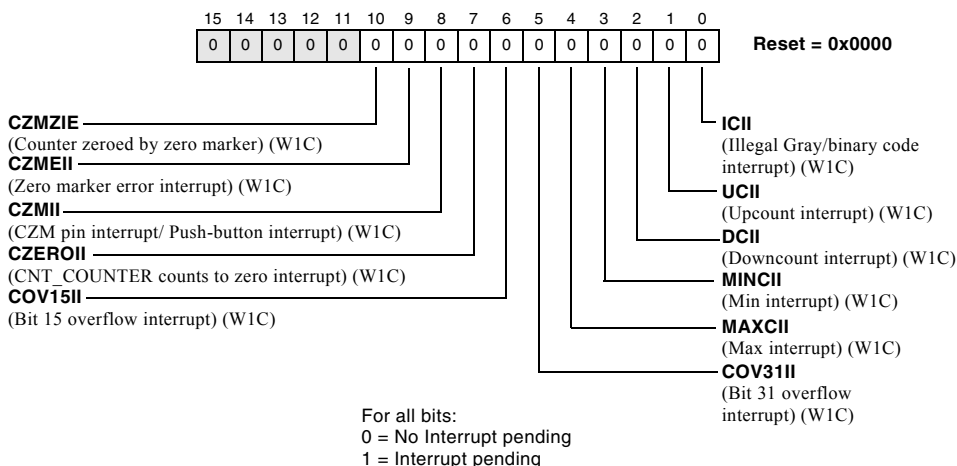 15 14 13 12 11 10 9 8 7 6 5 4 3 2 1 0
0 0 0 0 0 0 0 0 0 0 0 0 0 0 0 0
Reset = 0x0000
CZMZIE
(Counter zeroed by zero marker) (W1C)
CZMEII
(Zero marker error interrupt) (W1C)
CZMII
(CZM pin interrupt/ Push-button interrupt) (W1C)
CZEROII
(CNT_COUNTER counts to zero interrupt) (W1C)
COV15II
(Bit 15 overflow interrupt) (W1C)
ICII
(Illegal Gray/binary code
interrupt) (W1C)
UCII
(Upcount interrupt) (W1C)
DCII
(Downcount interrupt) (W1C)
MINCII
(Min interrupt) (W1C)
MAXCII
(Max interrupt) (W1C)
COV31II
(Bit 31 overflow
interrupt) (W1C)
For all bits:
0 = No Interrupt pending
1 = Interrupt pending